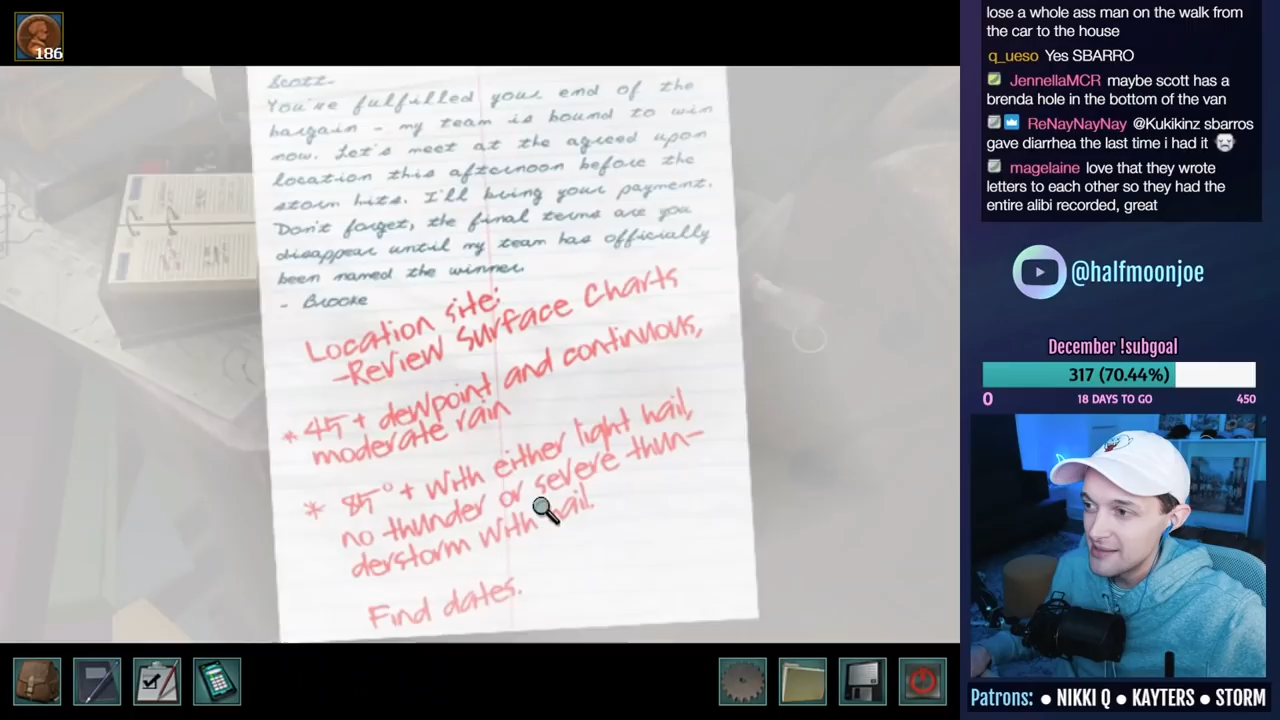 186
Scott-
You've fulfilled your end of the
bargain - my team is bound to win
now. Let's meet at the agreed upon
location this afternoon before the
storm hits. I'll bring your payment.
Don't forget, the final terms are you
disappear until my team has officially
been named the winner.
- Brooke
Location site:
-Review Surface Charts
* 45+ dewpoint and continuous,
moderate rain
* 85°+ with either light hail,
no thunder or severe thun-
derstorm with hail.
Find dates.
lose a whole ass man on the walk from
the car to the house
q_ueso Yes SBARRO
JennellaMCR maybe scott has a
brenda hole in the bottom of the van
ReNayNayNay @Kukikinz sbarros
gave diarrhea the last time i had it
magelaine love that they wrote
letters to each other so they had the
entire alibi recorded, great
@halfmoonjoe
December !subgoal
317 (70.44%)
0 18 DAYS TO GO 450
Patrons: ● NIKKI Q ● KAYTERS ● STORM